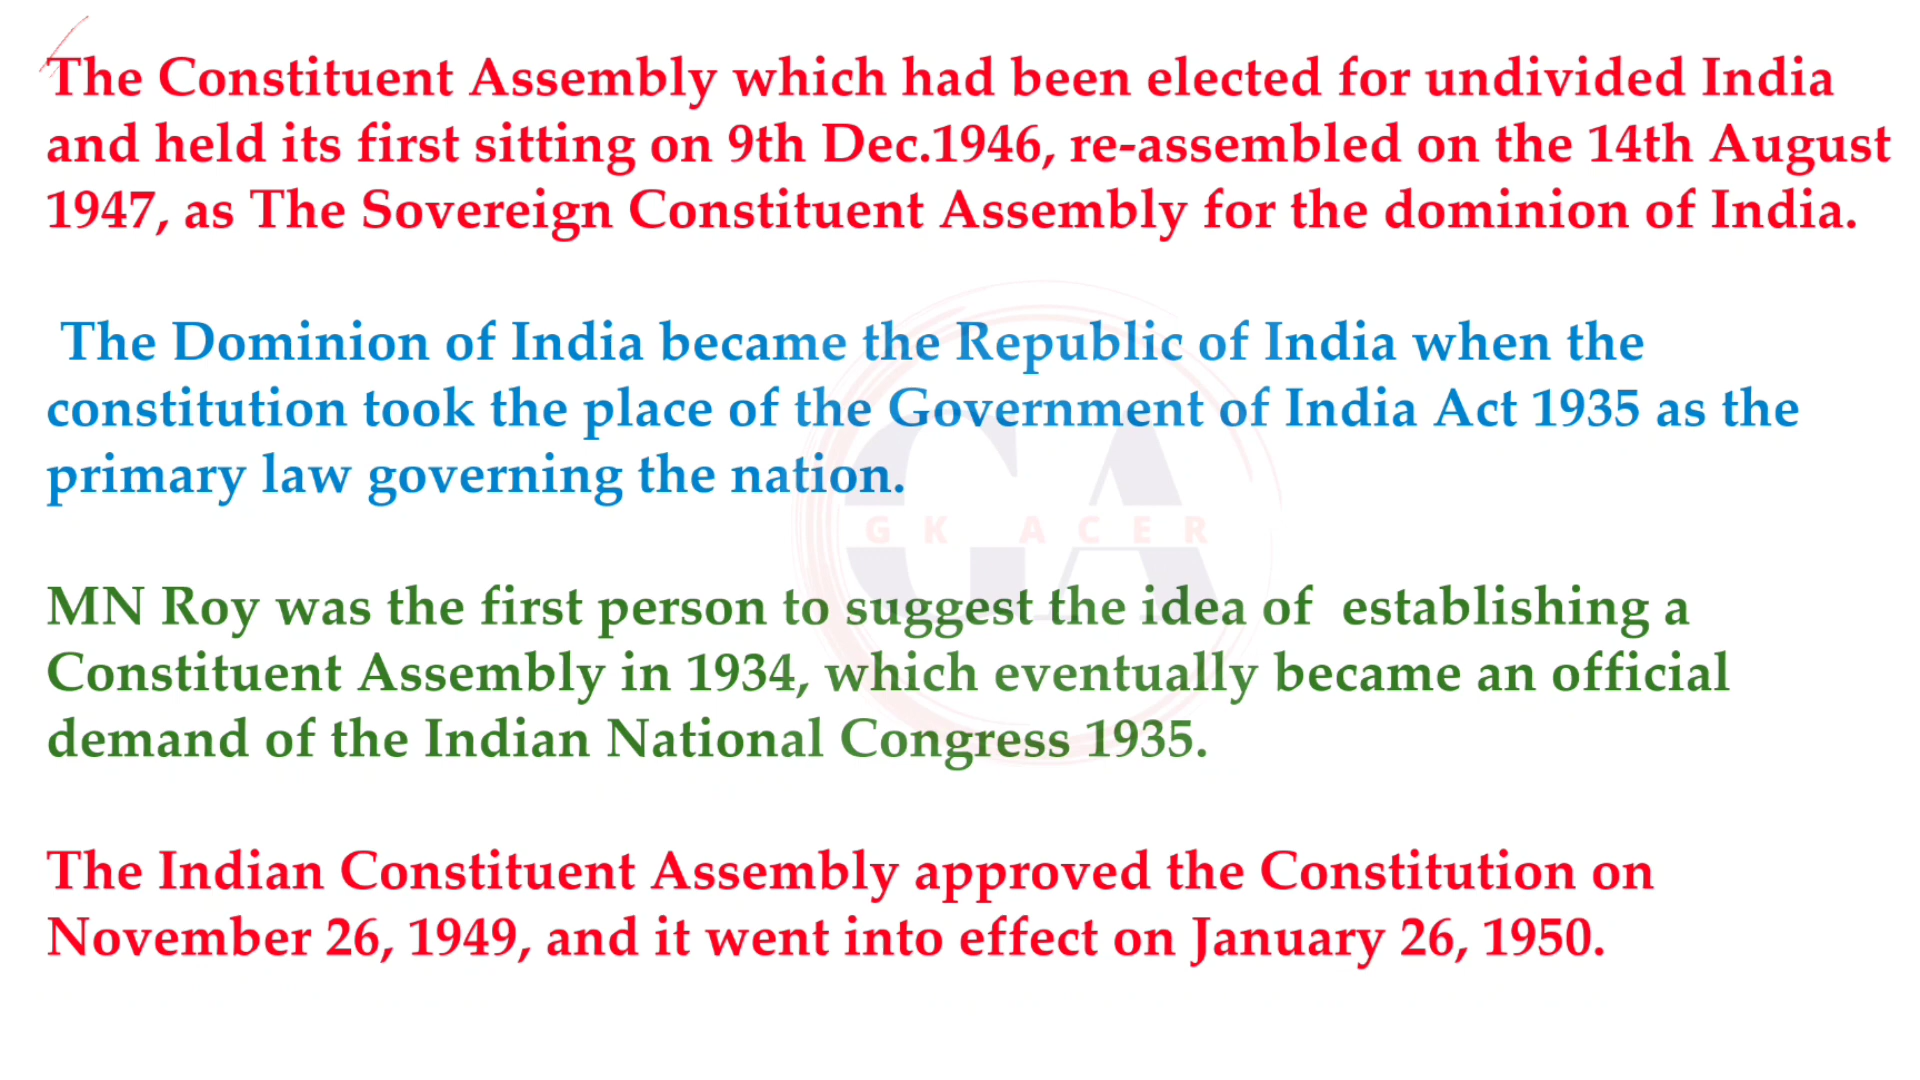 The Constituent Assembly which had been elected for undivided India
and held its first sitting on 9th Dec.1946, re-assembled on the 14th August
1947, as The Sovereign Constituent Assembly for the dominion of India.
The Dominion of India became the Republic of India when the
constitution took the place of the Government of India Act 1935 as the
primary law governing the nation.
GA
GK ACER
MN Roy was the first person to suggest the idea of  establishing a
Constituent Assembly in 1934, which eventually became an official
demand of the Indian National Congress 1935.
The Indian Constituent Assembly approved the Constitution on
November 26, 1949, and it went into effect on January 26, 1950.